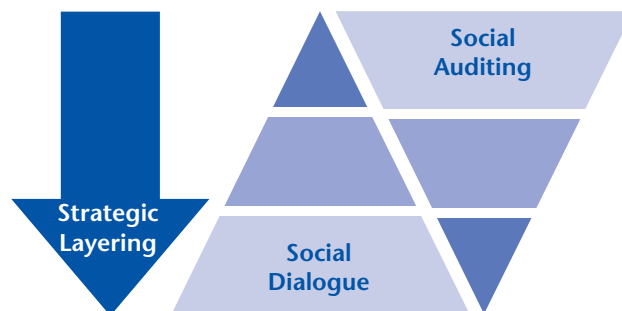 Social
Auditing
Strategic
Layering
Social
Dialogue